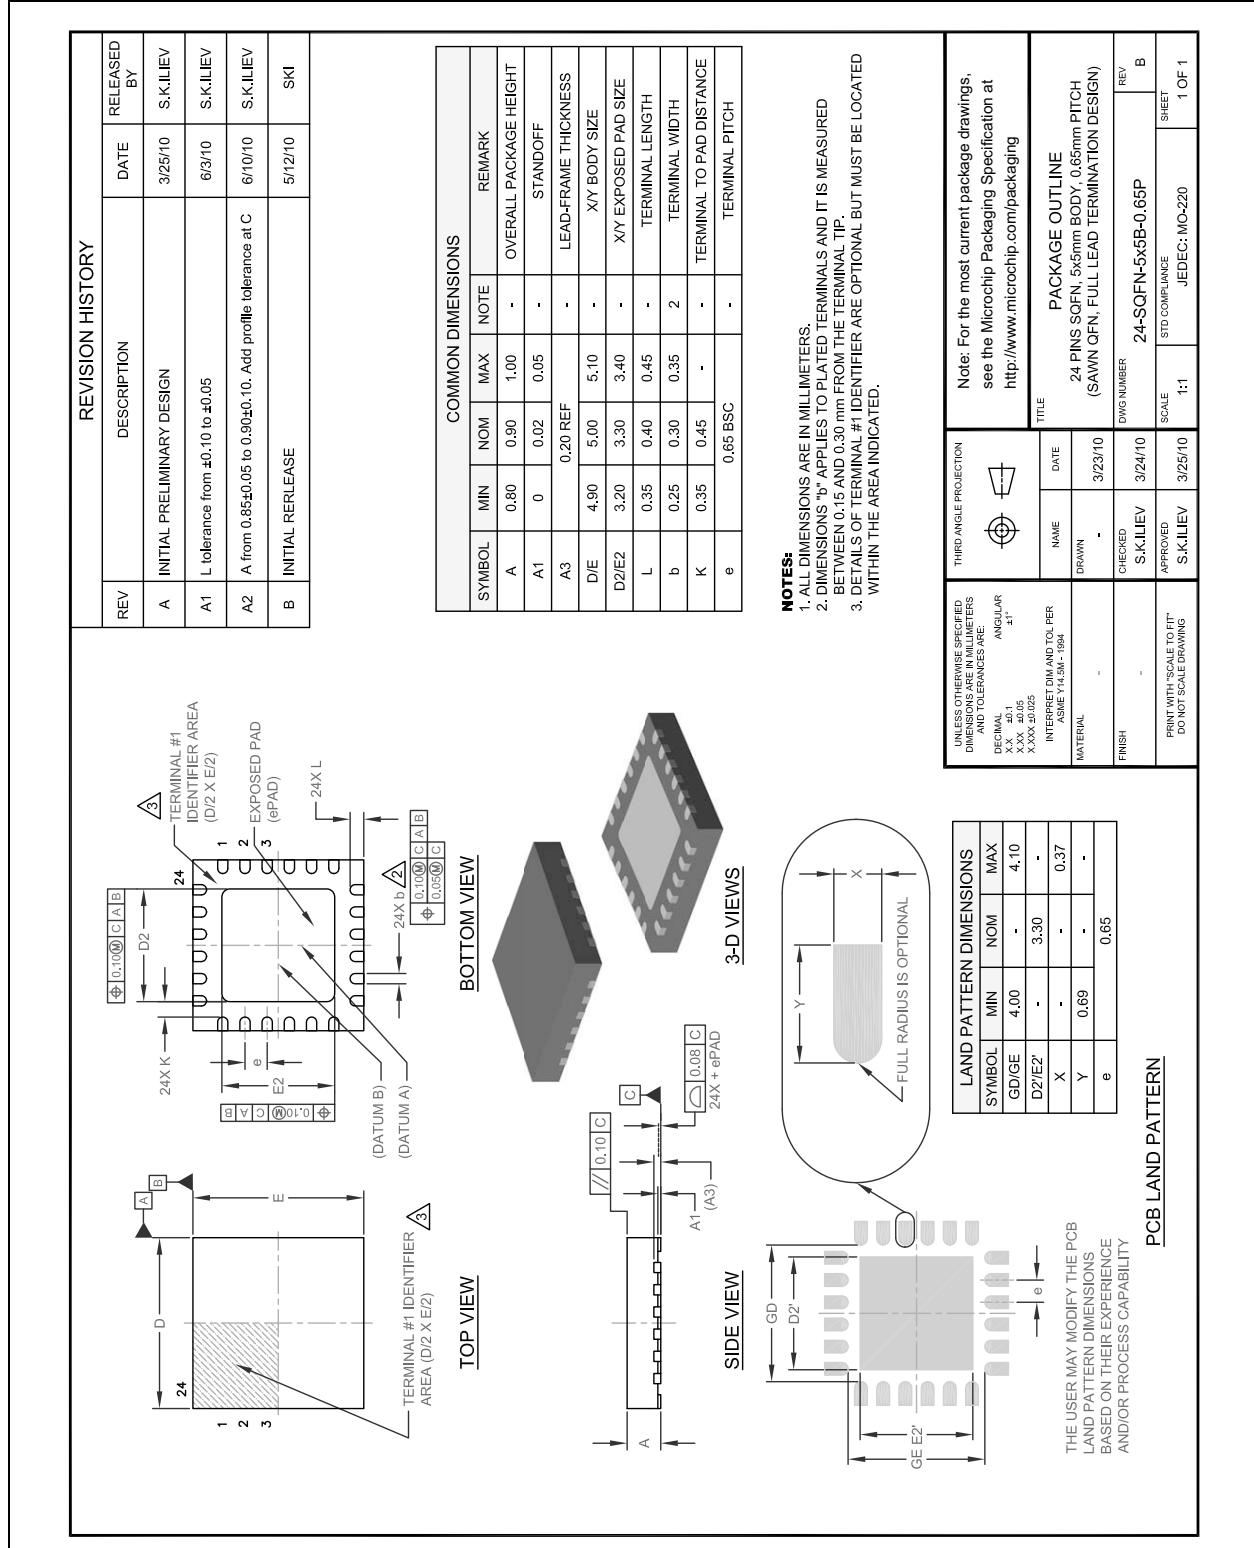 REVISION HISTORY
REV DESCRIPTION DATE RELEASED BY
A INITIAL PRELIMINARY DESIGN 3/25/10 S.K.ILIEV
A1 L tolerance from ±0.10 to ±0.05 6/3/10 S.K.ILIEV
A2 A from 0.85±0.05 to 0.90±0.10. Add profile tolerance at C 6/10/10 S.K.ILIEV
B INITIAL RERLEASE 5/12/10 SKI
D
E
A
B
24
1
2
3
TERMINAL #1 IDENTIFIER
AREA (D/2 X E/2)
3
TOP VIEW
⌖ 0.10Ⓜ C A B
D2
24X K
e
E2
⌖ 0.10Ⓜ C A B
(DATUM B)
(DATUM A)
24
1
2
3
3
TERMINAL #1
IDENTIFIER AREA
(D/2 X E/2)
EXPOSED PAD
(ePAD)
24X L
24X b
2
⌖ 0.10Ⓜ C A B
0.05Ⓜ C
BOTTOM VIEW
COMMON DIMENSIONS
SYMBOL MIN NOM MAX NOTE REMARK
A 0.80 0.90 1.00 - OVERALL PACKAGE HEIGHT
A1 0 0.02 0.05 - STANDOFF
A3 0.20 REF - LEAD-FRAME THICKNESS
D/E 4.90 5.00 5.10 - X/Y BODY SIZE
D2/E2 3.20 3.30 3.40 - X/Y EXPOSED PAD SIZE
L 0.35 0.40 0.45 - TERMINAL LENGTH
b 0.25 0.30 0.35 2 TERMINAL WIDTH
K 0.35 0.45 - - TERMINAL TO PAD DISTANCE
e 0.65 BSC - TERMINAL PITCH
A
// 0.10 C
C
A1
(A3)
⌓ 0.08 C
24X + ePAD
SIDE VIEW
3-D VIEWS
NOTES:
1. ALL DIMENSIONS ARE IN MILLIMETERS.
2. DIMENSIONS "b" APPLIES TO PLATED TERMINALS AND IT IS MEASURED
BETWEEN 0.15 AND 0.30 mm FROM THE TERMINAL TIP.
3. DETAILS OF TERMINAL #1 IDENTIFIER ARE OPTIONAL BUT MUST BE LOCATED
WITHIN THE AREA INDICATED.
GD
D2'
GE E2'
e
Y
X
FULL RADIUS IS OPTIONAL
LAND PATTERN DIMENSIONS
SYMBOL MIN NOM MAX
GD/GE 4.00 - 4.10
D2'/E2' - 3.30 -
X - - 0.37
Y 0.69 - -
e 0.65
THE USER MAY MODIFY THE PCB
LAND PATTERN DIMENSIONS
BASED ON THEIR EXPERIENCE
AND/OR PROCESS CAPABILITY
PCB LAND PATTERN
UNLESS OTHERWISE SPECIFIED
DIMENSIONS ARE IN MILLIMETERS
AND TOLERANCES ARE:
DECIMAL ANGULAR
X.X ±0.1 ±1°
X.XX ±0.05
X.XXX ±0.025
INTERPRET DIM AND TOL PER
ASME Y14.5M - 1994
MATERIAL
-
FINISH
-
PRINT WITH "SCALE TO FIT"
DO NOT SCALE DRAWING
THIRD ANGLE PROJECTION
NAME DATE
DRAWN
- 3/23/10
CHECKED
S.K.ILIEV 3/24/10
APPROVED
S.K.ILIEV 3/25/10
Note: For the most current package drawings,
see the Microchip Packaging Specification at
http://www.microchip.com/packaging
TITLE
PACKAGE OUTLINE
24 PINS SQFN, 5x5mm BODY, 0.65mm PITCH
(SAWN QFN, FULL LEAD TERMINATION DESIGN)
DWG NUMBER
24-SQFN-5x5B-0.65P
REV
B
SCALE
1:1
STD COMPLIANCE
JEDEC: MO-220
SHEET
1 OF 1